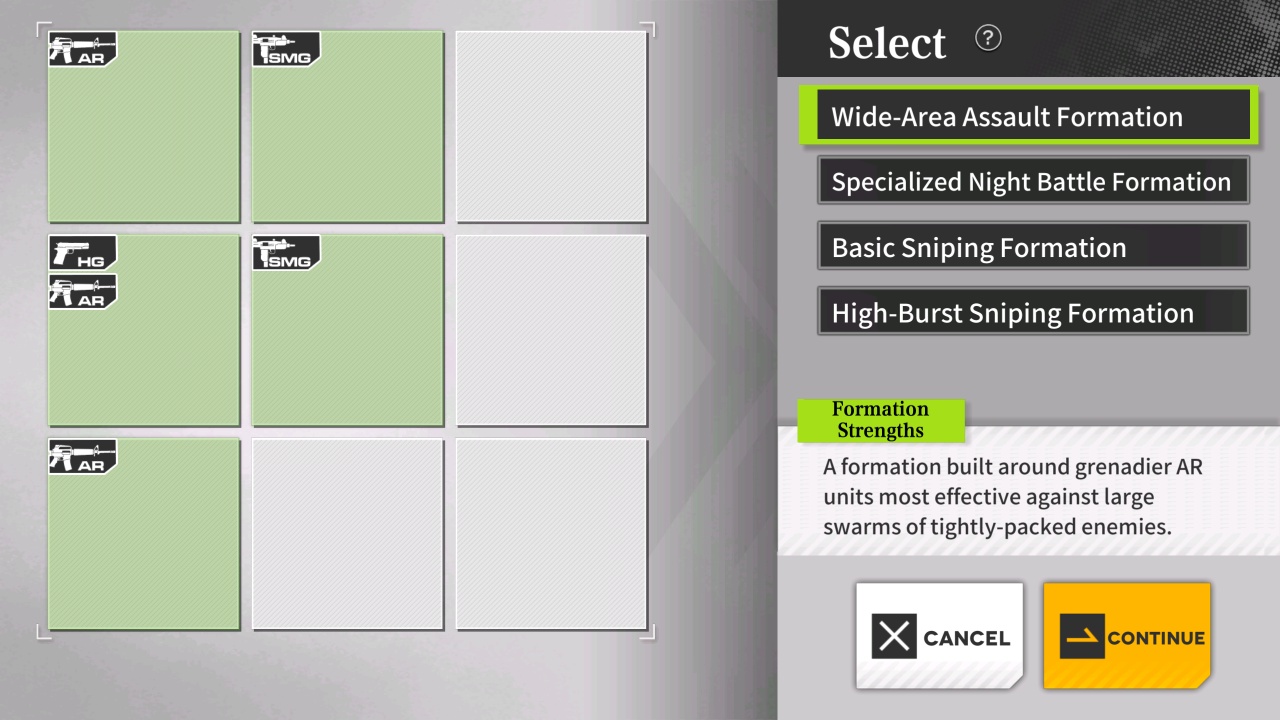 AR
SMG
HG
AR
SMG
AR
Select ?
Wide-Area Assault Formation
Specialized Night Battle Formation
Basic Sniping Formation
High-Burst Sniping Formation
Formation
Strengths
A formation built around grenadier AR
units most effective against large
swarms of tightly-packed enemies.
CANCEL
CONTINUE